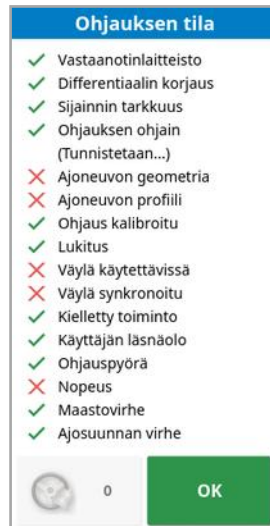 Ohjauksen tila
Vastaanotinlaitteisto
Differentiaalin korjaus
Sijainnin tarkkuus
Ohjauksen ohjain
(Tunnistetaan...)
Ajoneuvon geometria
Ajoneuvon profiili
Ohjaus kalibroitu
Lukitus
Väylä käytettävissä
Väylä synkronoitu
Kielletty toiminto
Käyttäjän läsnäolo
Ohjauspyörä
Nopeus
Maastovirhe
Ajosuunnan virhe
0
OK